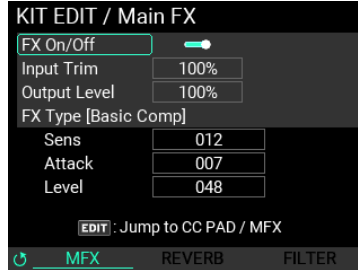 KIT EDIT / Main FX
FX On/Off
Input Trim 100%
Output Level 100%
FX Type [Basic Comp]
Sens 012
Attack 007
Level 048
EDIT : Jump to CC PAD / MFX
MFX REVERB FILTER